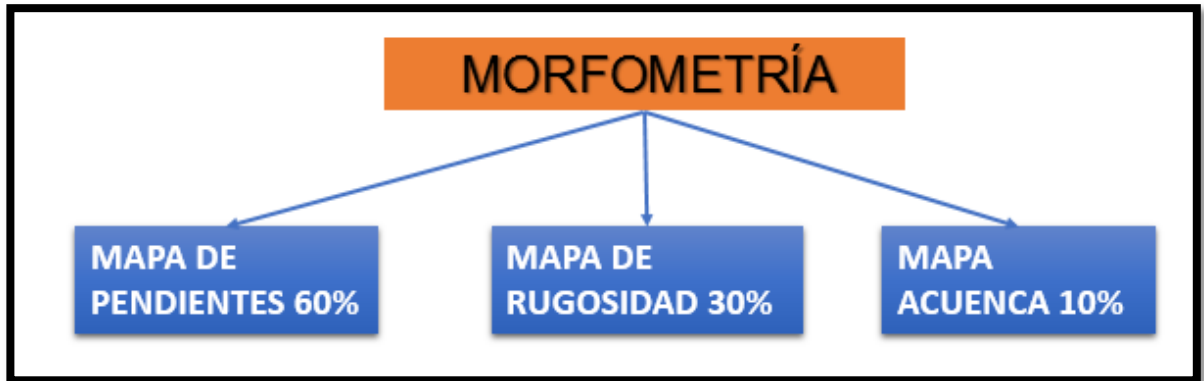 MORFOMETRÍA
MAPA DE
PENDIENTES 60%
MAPA DE
RUGOSIDAD 30%
MAPA
ACUENCA 10%